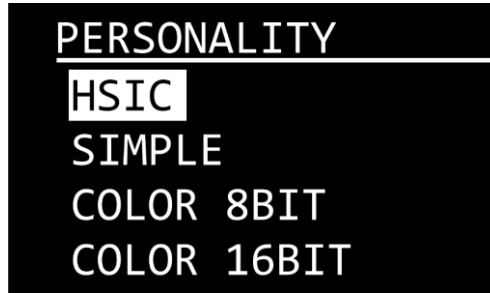 PERSONALITY
HSIC
SIMPLE
COLOR 8BIT
COLOR 16BIT